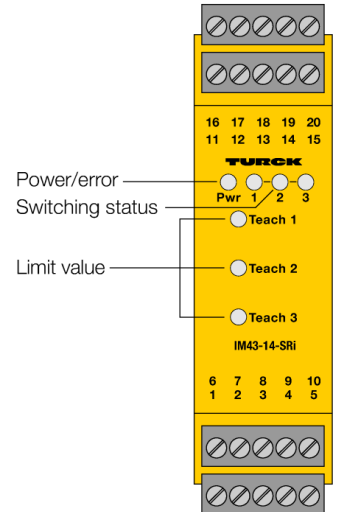 16 17 18 19 20
11 12 13 14 15
TURCK
Power/error
Pwr 1 2 3
Switching status
Teach 1
Limit value
Teach 2
Teach 3
IM43-14-SRi
6 7 8 9 10
1 2 3 4 5